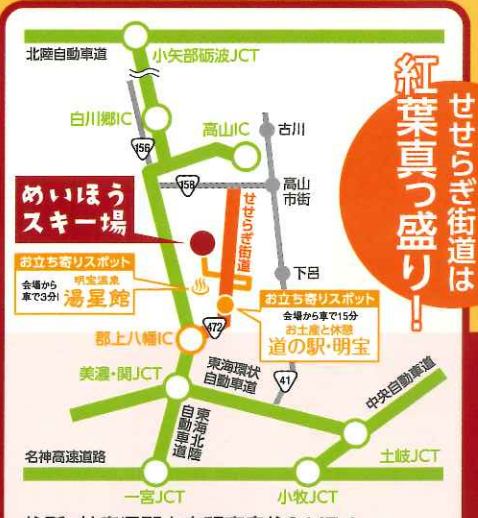 北陸自動車道
小矢部砺波JCT
白川郷IC
高山IC
古川
156
158
高山
市街
せせらぎ街道は
紅葉真っ盛り!
めいほう
スキー場
せせらぎ街道
お立ち寄りスポット
会場から
車で3分!
明宝温泉
湯星館
下呂
お立ち寄りスポット
会場から車で15分
お土産と休憩
道の駅・明宝
郡上八幡IC
472
美濃・関JCT
東海環状
自動車道
41
中央自動車道
東海北陸
自動車道
名神高速道路
土岐JCT
一宮JCT
小牧JCT